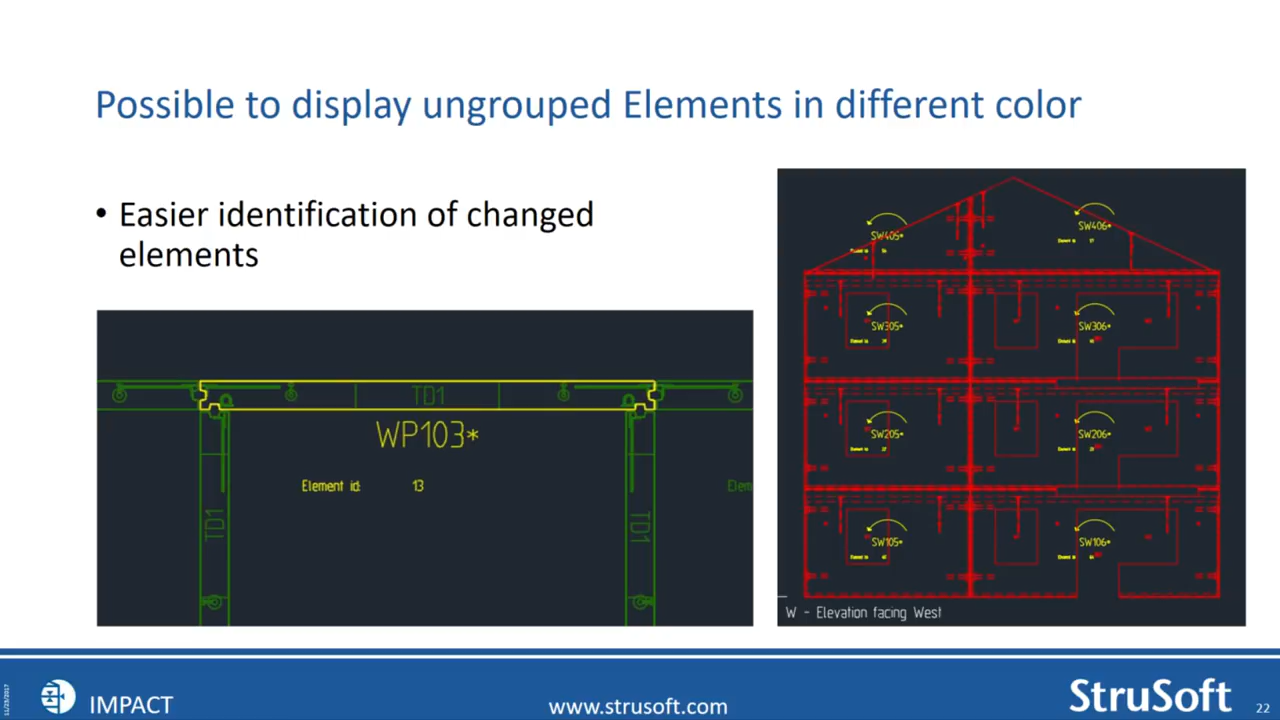 Possible to display ungrouped Elements in different color
• Easier identification of changed
elements
TD1
WP103*
Element id: 13
Elem
TD1
TD1
SW405*
SW406*
SW305*
SW306*
SW205*
SW206*
SW105*
SW106*
W - Elevation facing West
IMPACT
www.strusoft.com
StruSoft
22